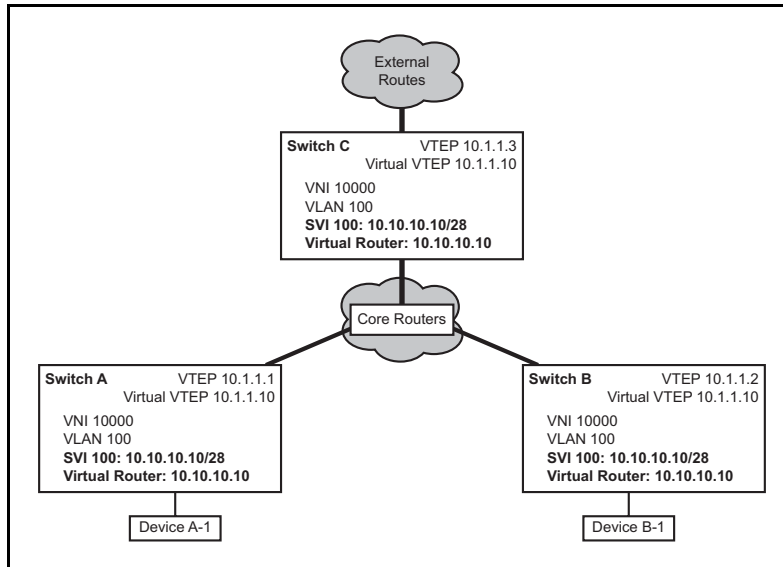 External
Routes
Switch C VTEP 10.1.1.3
Virtual VTEP 10.1.1.10
VNI 10000
VLAN 100
SVI 100: 10.10.10.10/28
Virtual Router: 10.10.10.10
Core Routers
Switch A VTEP 10.1.1.1
Virtual VTEP 10.1.1.10
VNI 10000
VLAN 100
SVI 100: 10.10.10.10/28
Virtual Router: 10.10.10.10
Device A-1
Switch B VTEP 10.1.1.2
Virtual VTEP 10.1.1.10
VNI 10000
VLAN 100
SVI 100: 10.10.10.10/28
Virtual Router: 10.10.10.10
Device B-1